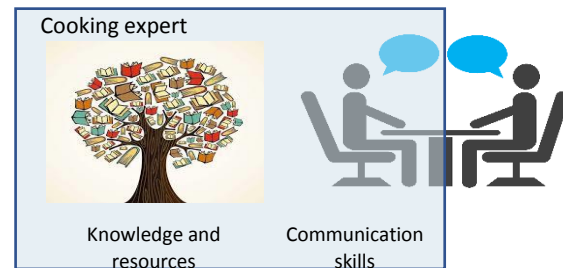 Cooking expert
Knowledge and
resources
Communication
skills